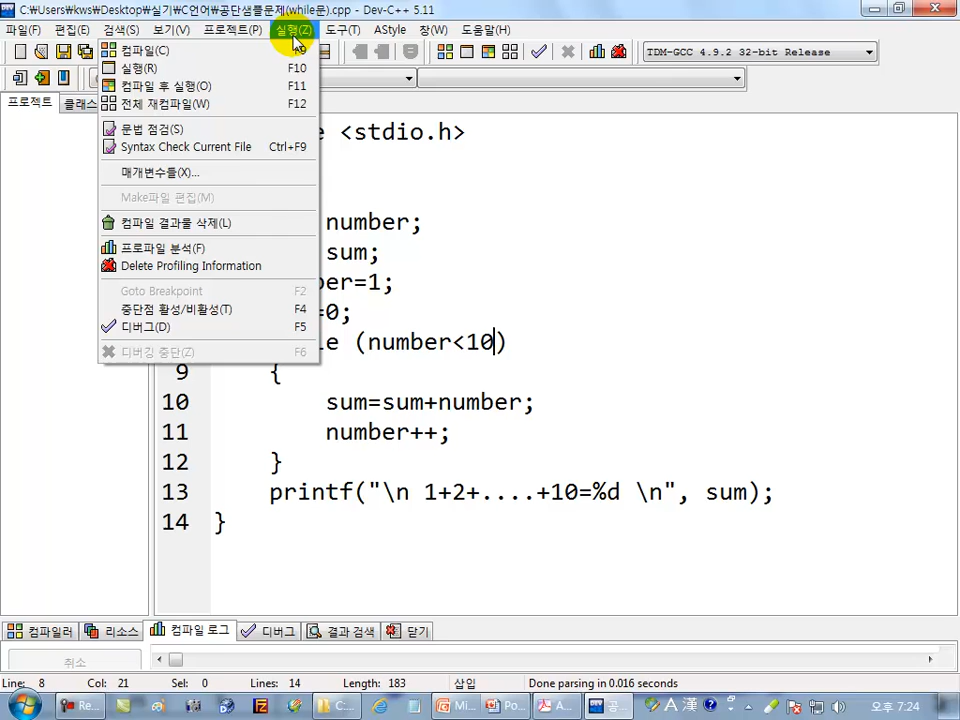 C:₩Users₩kws₩Desktop₩실기₩C언어₩공단샘플문제(while문).cpp - Dev-C++ 5.11
파일(F) 편집(E) 검색(S) 보기(V) 프로젝트(P) 실행(Z) 도구(T) AStyle 창(W) 도움말(H)
컴파일(C)
TDM-GCC 4.9.2 32-bit Release
실행(R) F10
컴파일 후 실행(O) F11
전체 재컴파일(W) F12
프로젝트 클래스
문법 점검(S)
Syntax Check Current File Ctrl+F9
매개변수들(X)...
Make파일 편집(M)
컴파일 결과물 삭제(L)
프로파일 분석(F)
Delete Profiling Information
Goto Breakpoint F2
중단점 활성/비활성(T) F4
디버그(D) F5
디버깅 중단(Z) F6
<stdio.h>
number;
sum;
=1;
=0;
(number<10)
9 {
10 sum=sum+number;
11 number++;
12 }
13 printf("\n 1+2+....+10=%d \n", sum);
14 }
컴파일러 리소스 컴파일 로그 디버그 결과 검색 닫기
취소
Line: 8 Col: 21 Sel: 0 Lines: 14 Length: 183 삽입 Done parsing in 0.016 seconds
Re... C:... Mi... Po... A... 공... A 漢 오후 7:24